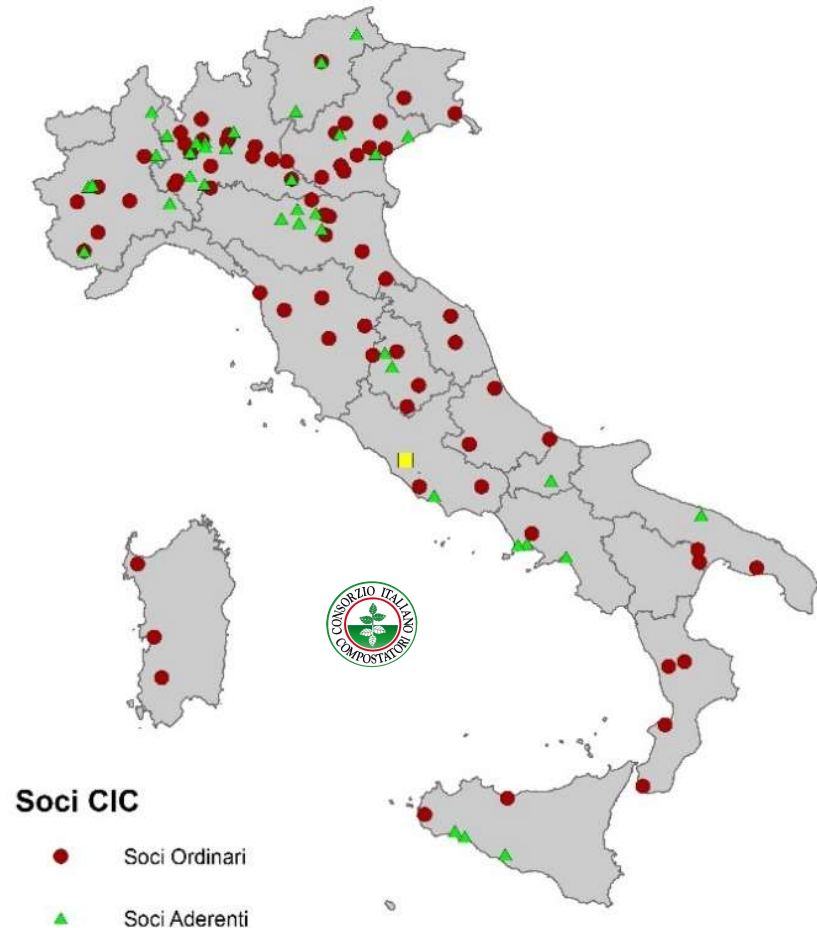 CONSORZIO ITALIANO
COMPOSTATORI
Soci CIC
Soci Ordinari
Soci Aderenti